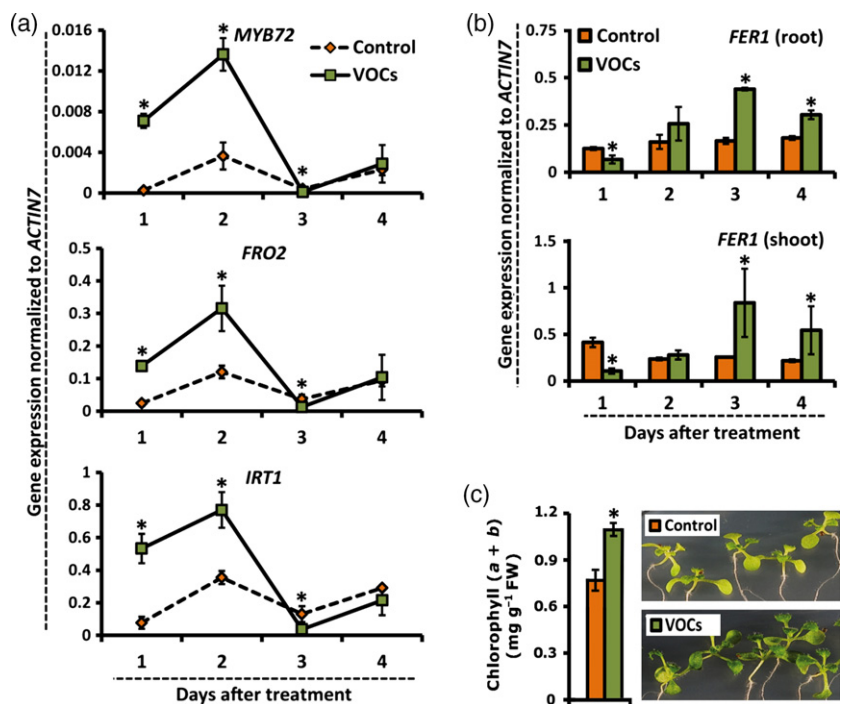 (a)
Gene expression normalized to ACTIN7
MYB72
Control
VOCs
0.016
0.012
0.008
0.004
0
*
*
*
1 2 3 4
FRO2
0.5
0.4
0.3
0.2
0.1
0
*
*
*
1 2 3 4
IRT1
1
0.8
0.6
0.4
0.2
0
*
*
*
1 2 3 4
Days after treatment
(b)
Gene expression normalized to ACTIN7
Control
VOCs
FER1 (root)
0.75
0.5
0.25
0
*
*
*
1 2 3 4
FER1 (shoot)
1.5
1
0.5
0
*
*
*
1 2 3 4
Days after treatment
(c)
Chlorophyll (a + b)
(mg g-1 FW)
1.2
0.9
0.6
0.3
0
*
Control
VOCs